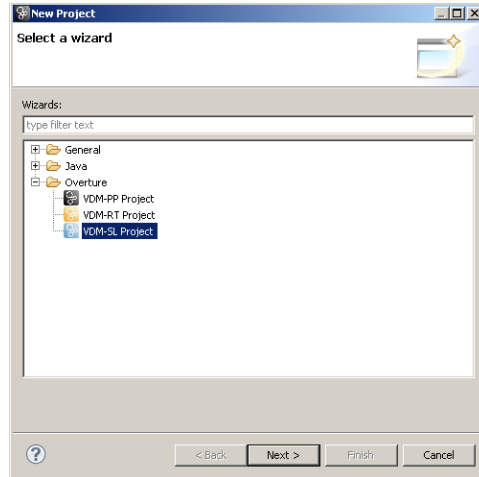 New Project
Select a wizard
Wizards:
type filter text
General
Java
Overture
VDM-PP Project
VDM-RT Project
VDM-SL Project
?
< Back Next > Finish Cancel